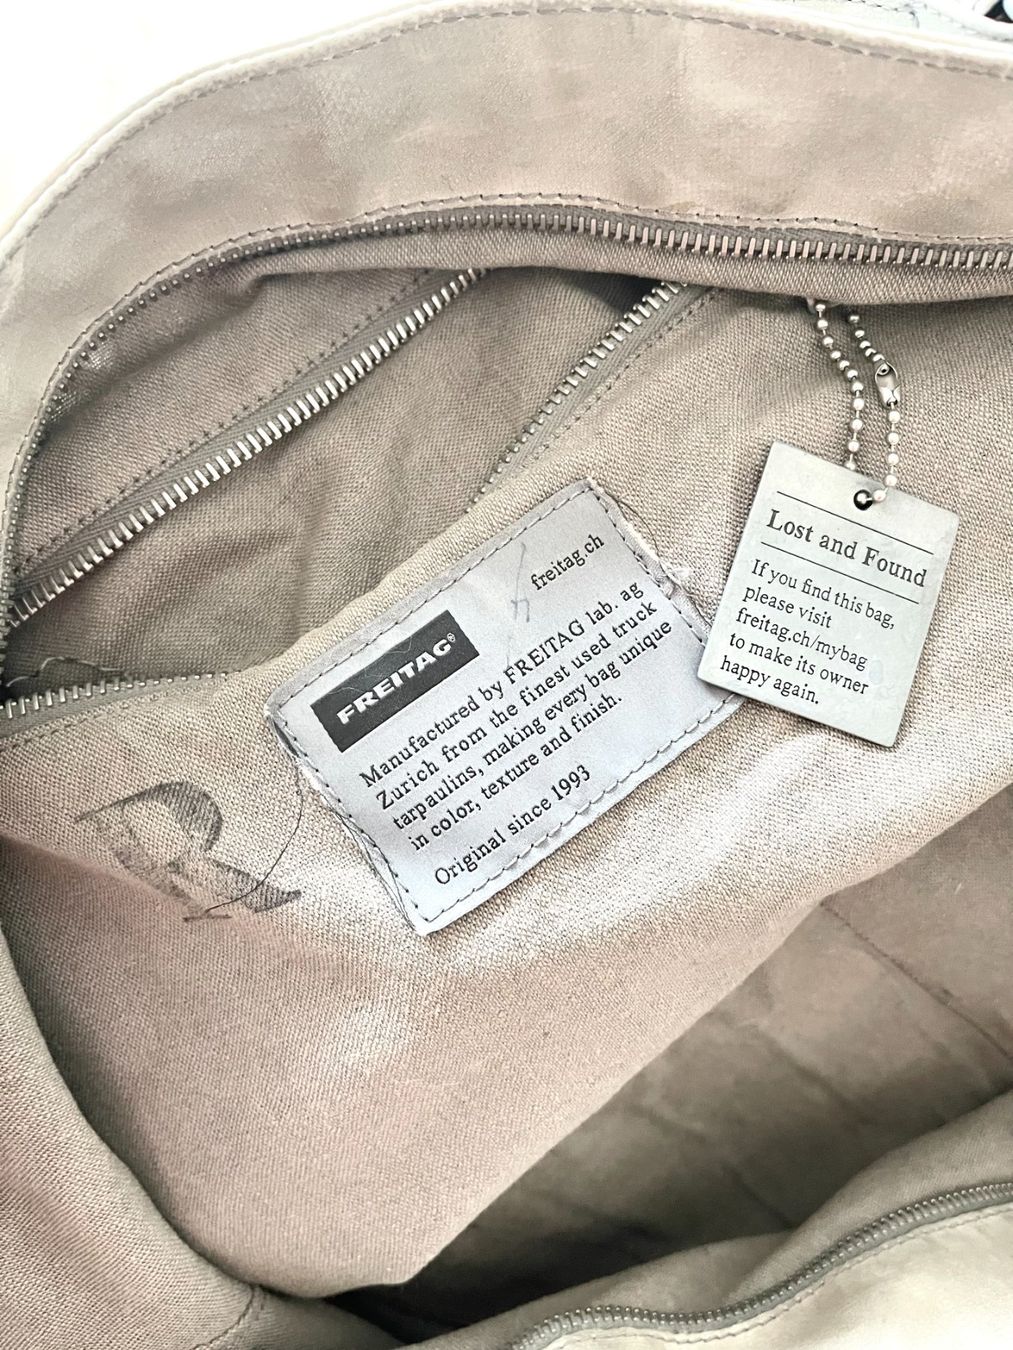 freitag.ch
FREITAG®
Manufactured by FREITAG lab. ag
Zurich from the finest used truck
tarpaulins, making every bag unique
in color, texture and finish.
Original since 1993
Lost and Found
If you find this bag,
please visit
freitag.ch/mybag
to make its owner
happy again.
R